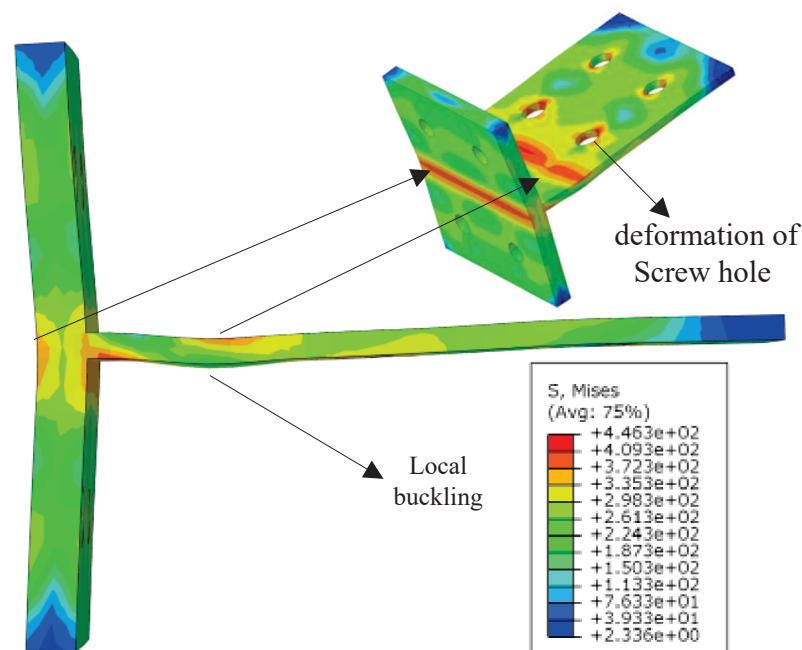 deformation of
Screw hole
Local
buckling
S, Mises
(Avg: 75%)
+4.463e+02
+4.093e+02
+3.723e+02
+3.353e+02
+2.983e+02
+2.613e+02
+2.243e+02
+1.873e+02
+1.503e+02
+1.133e+02
+7.633e+01
+3.933e+01
+2.336e+00